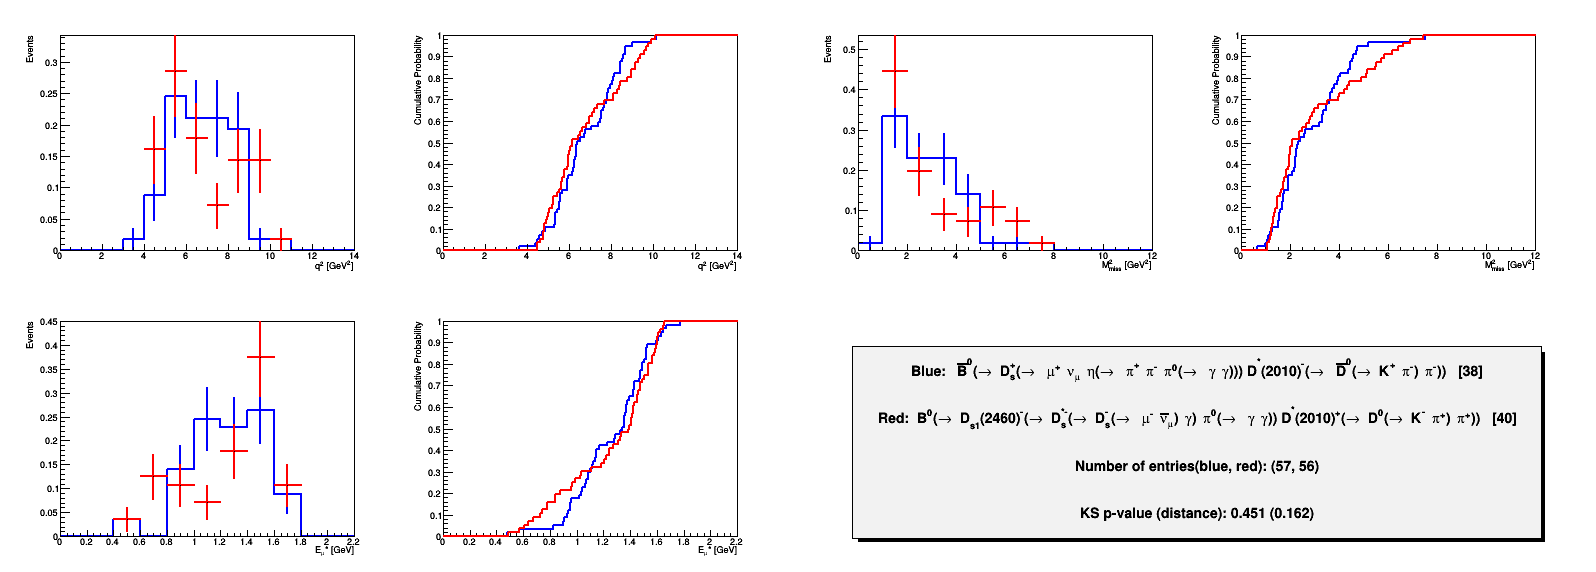 Events
0.3
0.25
0.2
0.15
0.1
0.05
0
0 2 4 6 8 10 12 14
q² [GeV²]
Cumulative Probability
1
0.9
0.8
0.7
0.6
0.5
0.4
0.3
0.2
0.1
0
0 2 4 6 8 10 12 14
q² [GeV²]
Events
0.5
0.4
0.3
0.2
0.1
0
0 2 4 6 8 10 12
M²miss [GeV²]
Cumulative Probability
1
0.9
0.8
0.7
0.6
0.5
0.4
0.3
0.2
0.1
0
0 2 4 6 8 10 12
M²miss [GeV²]
Events
0.45
0.4
0.35
0.3
0.25
0.2
0.15
0.1
0.05
0
0 0.2 0.4 0.6 0.8 1 1.2 1.4 1.6 1.8 2 2.2
Eμ* [GeV]
Cumulative Probability
1
0.9
0.8
0.7
0.6
0.5
0.4
0.3
0.2
0.1
0
0 0.2 0.4 0.6 0.8 1 1.2 1.4 1.6 1.8 2 2.2
Eμ* [GeV]
Blue: B̅⁰(→ Dₛ⁺(→ μ⁺ νμ η(→ π⁺ π⁻ π⁰(→ γ γ))) D*(2010)⁻(→ D̅⁰(→ K⁺ π⁻) π⁻)) [38]
Red: B⁰(→ Dₛ₁(2460)⁻(→ Dₛ*⁻(→ Dₛ⁻(→ μ⁻ ν̅μ) γ) π⁰(→ γ γ)) D*(2010)⁺(→ D⁰(→ K⁻ π⁺) π⁺)) [40]
Number of entries(blue, red): (57, 56)
KS p-value (distance): 0.451 (0.162)